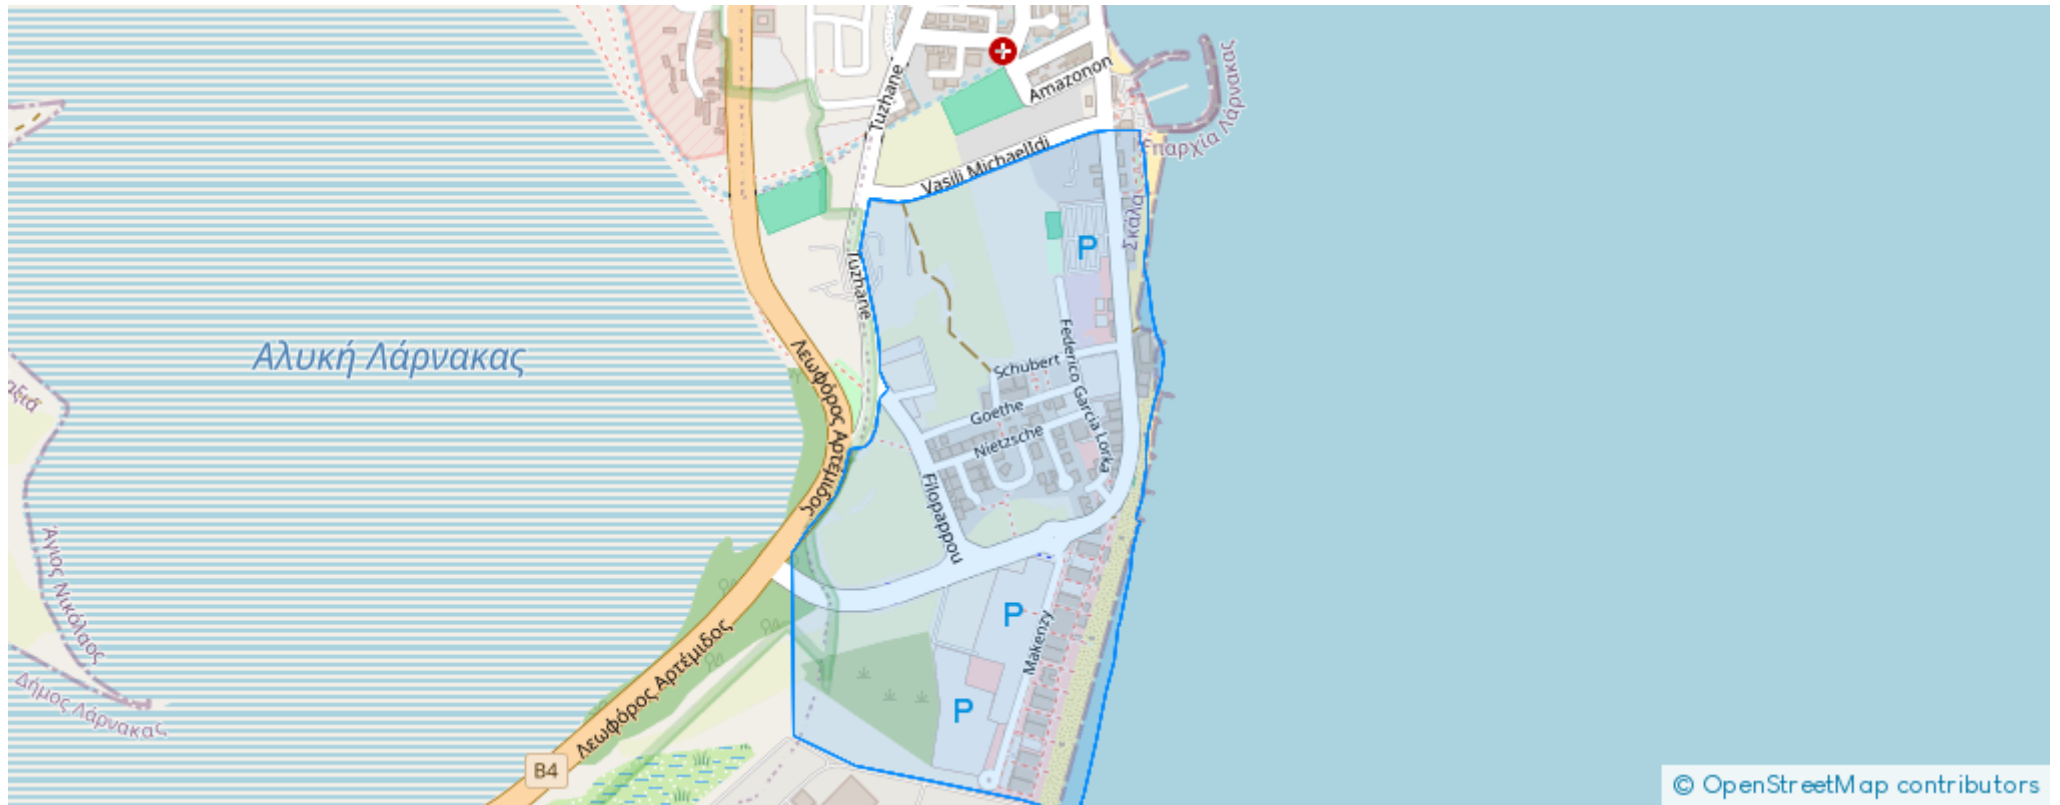 Λάρνακας
Επαρχία Λάρνακας
Amazonon
Tuzhane
Vasili MichaelIdi
Σκάλα
P
Tuzhane
Αλυκή Λάρνακας
Λεωφόρος Αρτέμιδος
Schubert
Federico Garcia Lorka
Goethe
Nietzsche
Filopappou
Άγιος Νικόλαος
P
Makenzy
Λεωφόρος Αρτέμιδος
Δήμος Λάρνακας
P
B4
© OpenStreetMap contributors